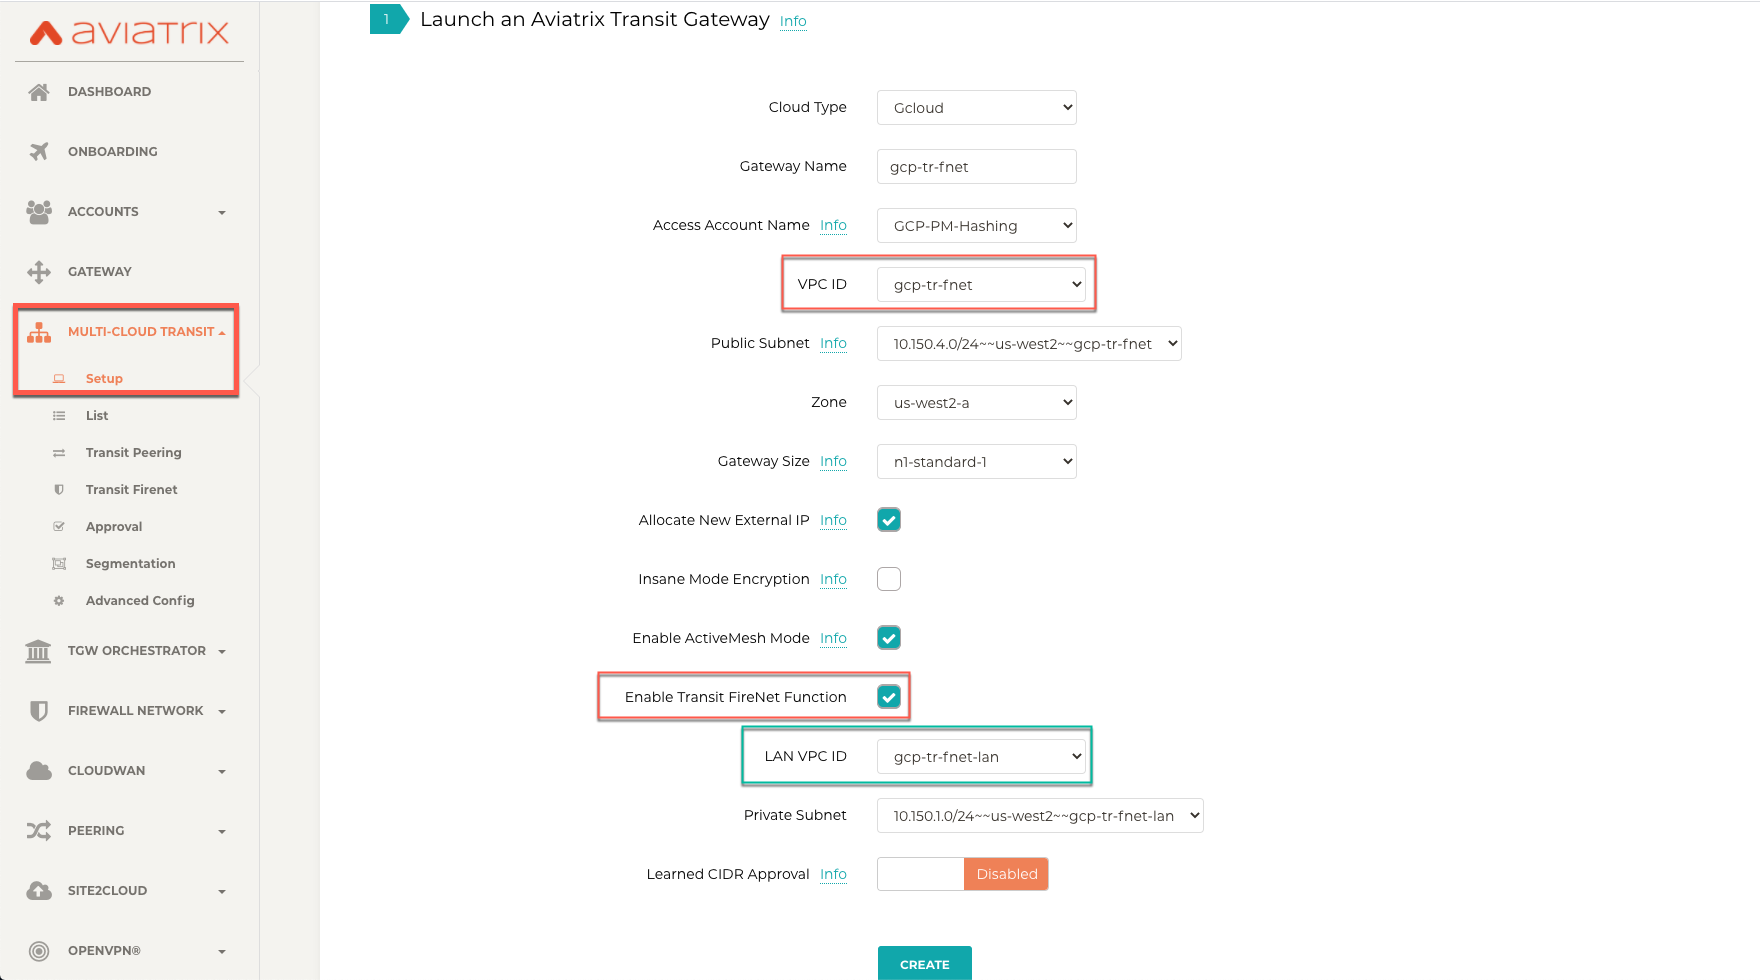 aviatrix
DASHBOARD
ONBOARDING
ACCOUNTS
GATEWAY
MULTI-CLOUD TRANSIT
Setup
List
Transit Peering
Transit Firenet
Approval
Segmentation
Advanced Config
TGW ORCHESTRATOR
FIREWALL NETWORK
CLOUDWAN
PEERING
SITE2CLOUD
OPENVPN®
1 Launch an Aviatrix Transit Gateway Info
Cloud Type Gcloud
Gateway Name gcp-tr-fnet
Access Account Name Info GCP-PM-Hashing
VPC ID gcp-tr-fnet
Public Subnet Info 10.150.4.0/24~~us-west2~~gcp-tr-fnet
Zone us-west2-a
Gateway Size Info n1-standard-1
Allocate New External IP Info
Insane Mode Encryption Info
Enable ActiveMesh Mode Info
Enable Transit FireNet Function
LAN VPC ID gcp-tr-fnet-lan
Private Subnet 10.150.1.0/24~~us-west2~~gcp-tr-fnet-lan
Learned CIDR Approval Info Disabled
CREATE